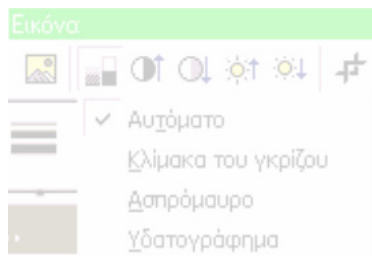 Εικόνα
Αυτόματο
Κλίμακα του γκρίζου
Ασπρόμαυρο
Υδατογράφημα